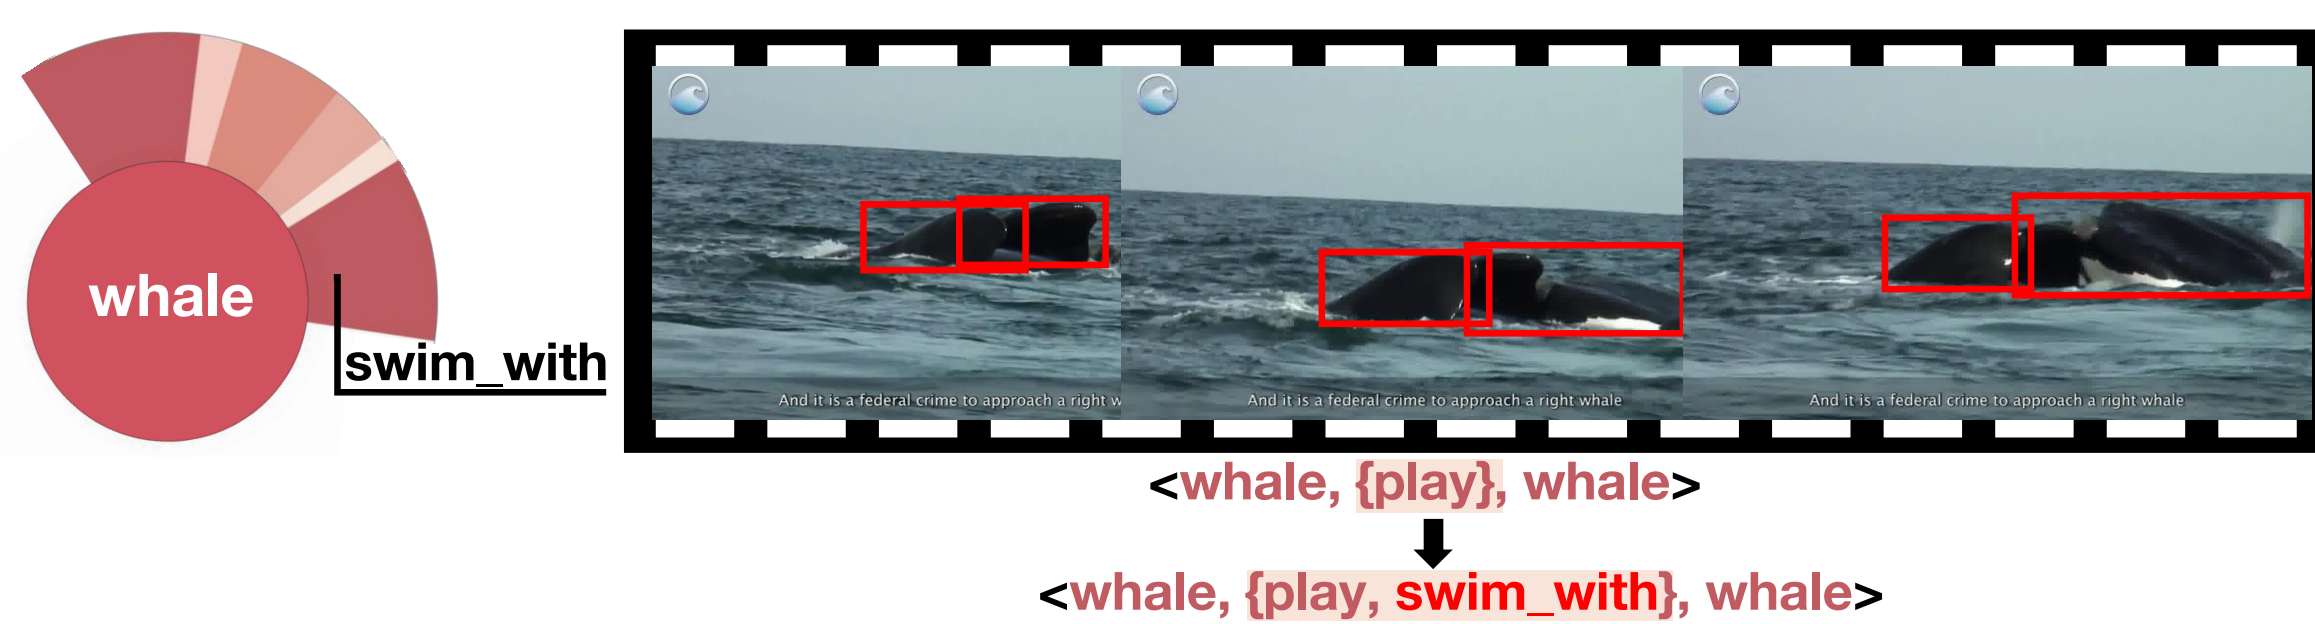 whale
swim_with
And it is a federal crime to approach a right w
And it is a federal crime to approach a right whale
And it is a federal crime to approach a right whale
<whale, {play}, whale>
<whale, {play, swim_with}, whale>